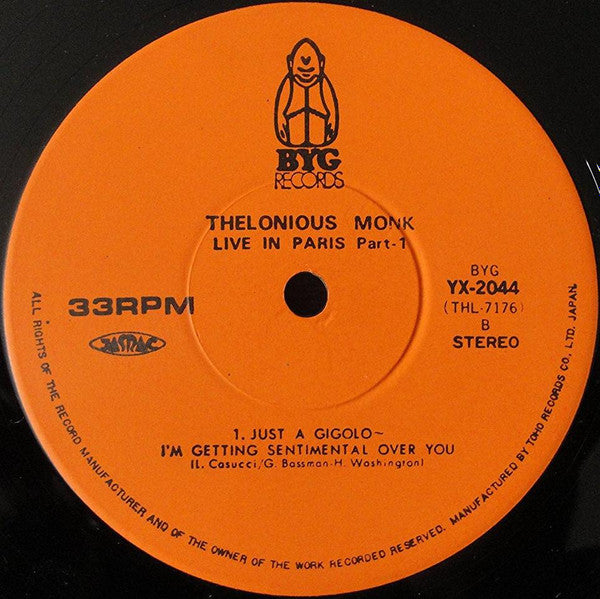 BYG
RECORDS
THELONIOUS MONK
LIVE IN PARIS Part-1
33RPM
BYG
YX-2044
(THL-7176)
B
STEREO
1. JUST A GIGOLO~
I'M GETTING SENTIMENTAL OVER YOU
(L. Casucci/G. Bassman-H. Washington)
ALL RIGHTS OF THE RECORD MANUFACTURER AND OF THE OWNER OF THE WORK RECORDED RESERVED. MANUFACTURED BY TOHO RECORDS CO., LTD. JAPAN.